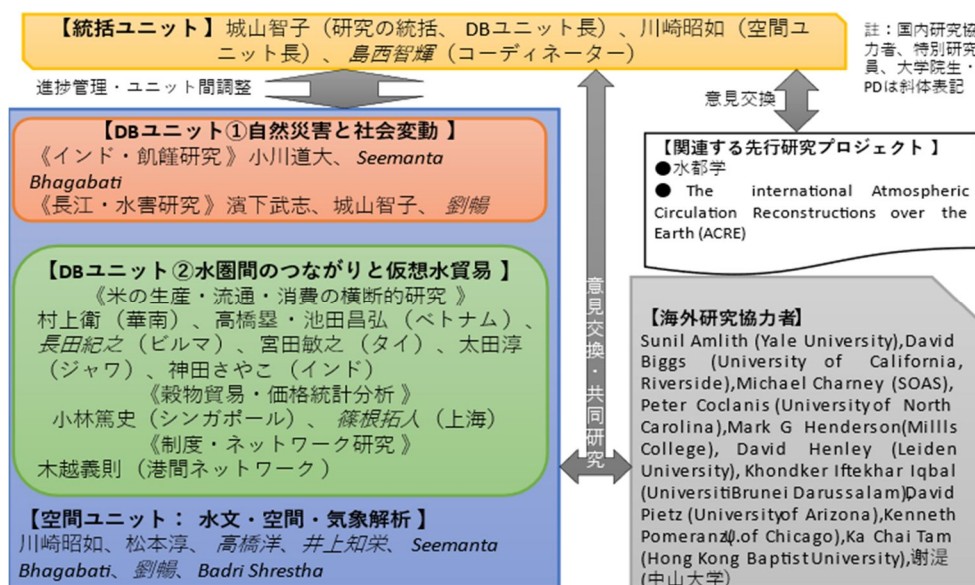 【統括ユニット】城山智子（研究の統括、DBユニット長）、川崎昭如（空間ユ
ニット長）、島西智輝（コーディネーター）
註：国内研究協
力者、特別研究
員、大学院生・
PDは斜体表記
進捗管理・ユニット間調整
意見交換
【DBユニット①自然災害と社会変動】
《インド・飢饉研究》小川道大、Seemanta
Bhagabati
《長江・水害研究》濱下武志、城山智子、劉暢
【関連する先行研究プロジェクト】
●水都学
● The international Atmospheric
Circulation Reconstructions over the
Earth (ACRE)
【DBユニット②水圏間のつながりと仮想水貿易】
《米の生産・流通・消費の横断的研究》
村上衛（華南）、高橋塁・池田昌弘（ベトナム）、
長田紀之（ビルマ）、宮田敏之（タイ）、太田淳
（ジャワ）、神田さやこ（インド）
《穀物貿易・価格統計分析》
小林篤史（シンガポール）、篠根拓人（上海）
《制度・ネットワーク研究》
木越義則（港間ネットワーク）
意見交換・共同研究
【海外研究協力者】
Sunil Amlith (Yale University),David
Biggs (University of California,
Riverside),Michael Charney (SOAS),
Peter Coclanis (University of North
Carolina),Mark G Henderson(Millls
College), David Henley (Leiden
University), Khondker Iftekhar Iqbal
(UniversitiBrunei Darussalam),David
Pietz (University of Arizona),Kenneth
Pomeranz(U.of Chicago),Ka Chai Tam
(Hong Kong Baptist University),谢湜
(中山大学)
【空間ユニット：水文・空間・気象解析】
川崎昭如、松本淳、高橋洋、井上知栄、Seemanta
Bhagabati、劉暢、Badri Shrestha